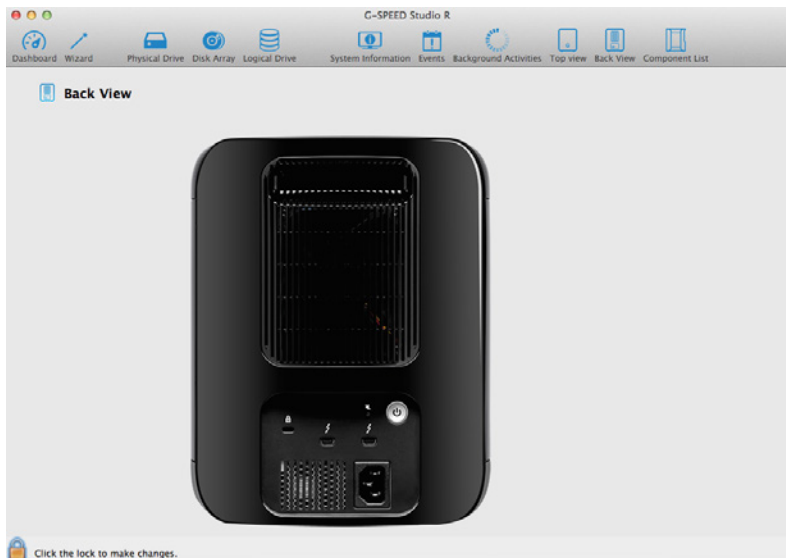 G-SPEED Studio R
Dashboard Wizard Physical Drive Disk Array Logical Drive System Information Events Background Activities Top view Back View Component List
Back View
Click the lock to make changes.